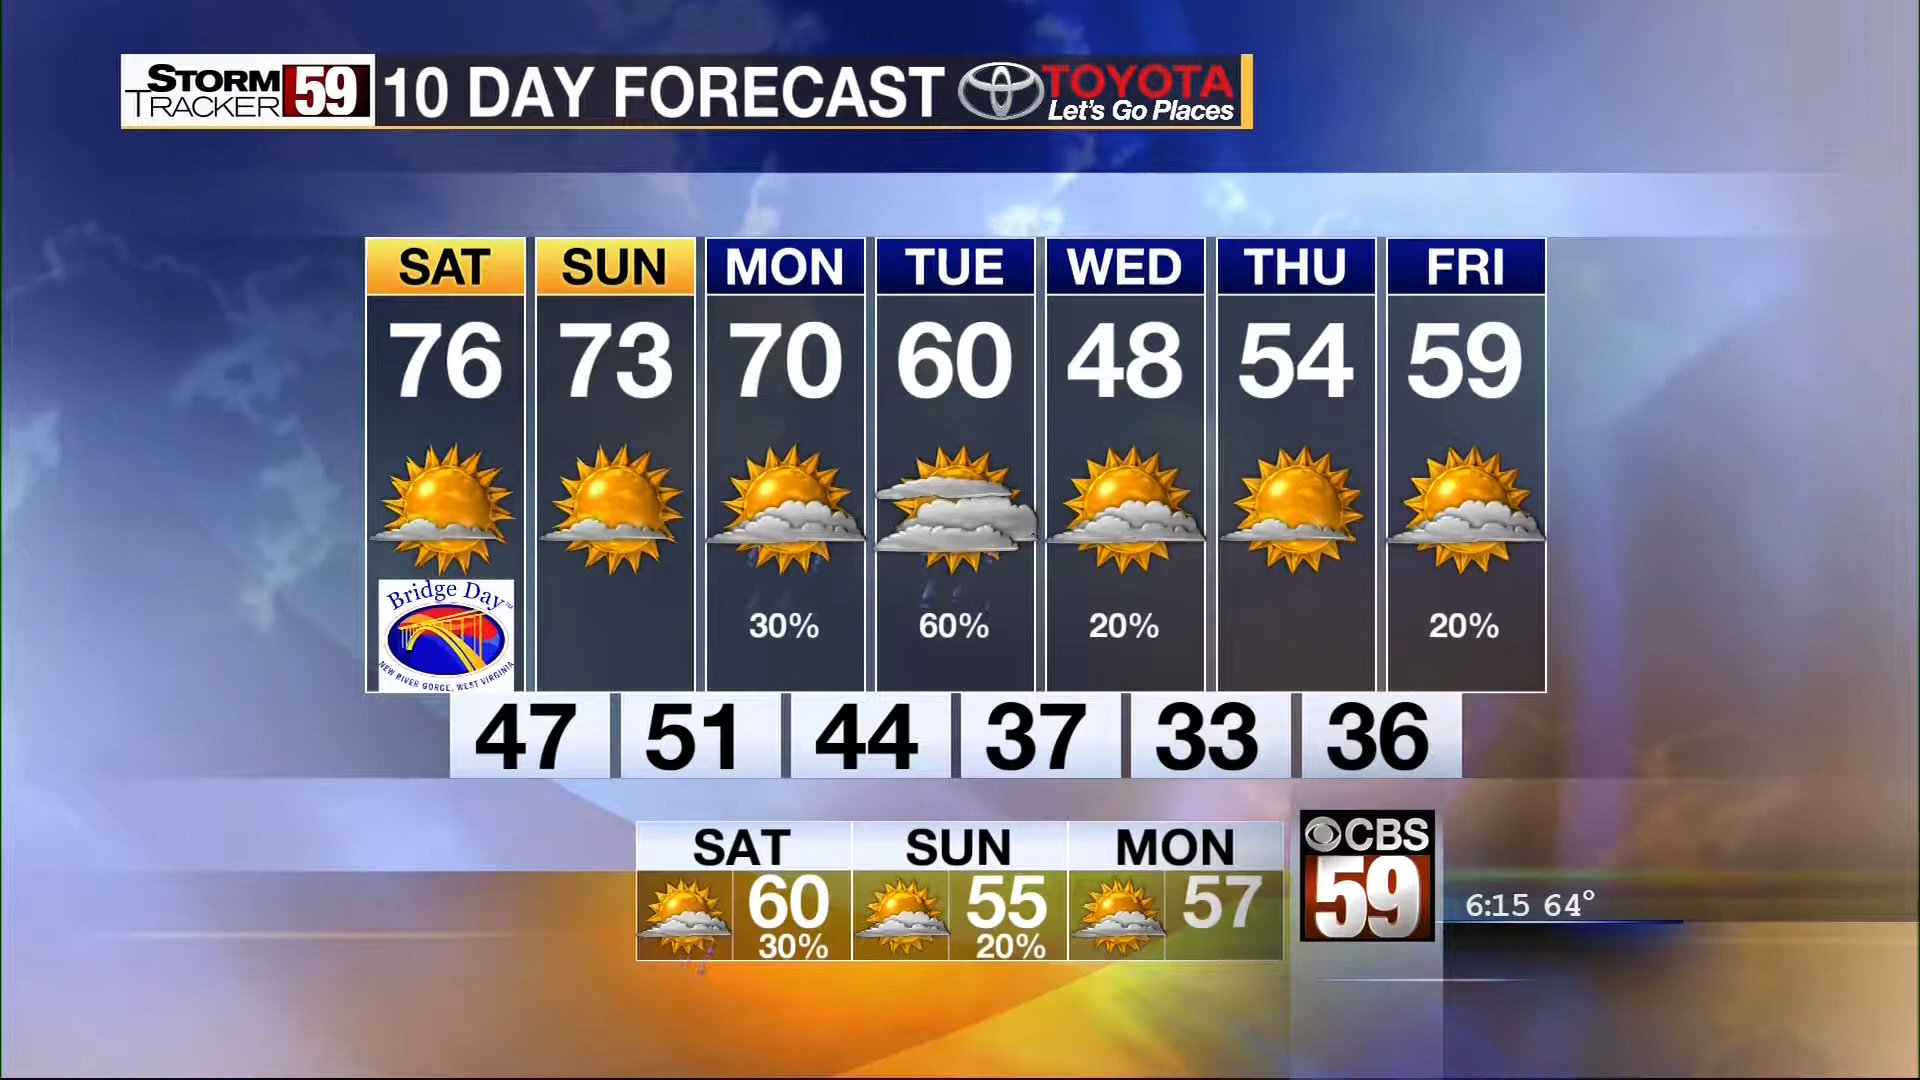 STORM TRACKER 59 10 DAY FORECAST TOYOTA
Let's Go Places
SAT SUN MON TUE WED THU FRI
76 73 70 60 48 54 59
Bridge Day™
NEW RIVER GORGE, WEST VIRGINIA
30% 60% 20% 20%
47 51 44 37 33 36
SAT SUN MON
60 55 57
30% 20%
CBS
59
6:15 64°